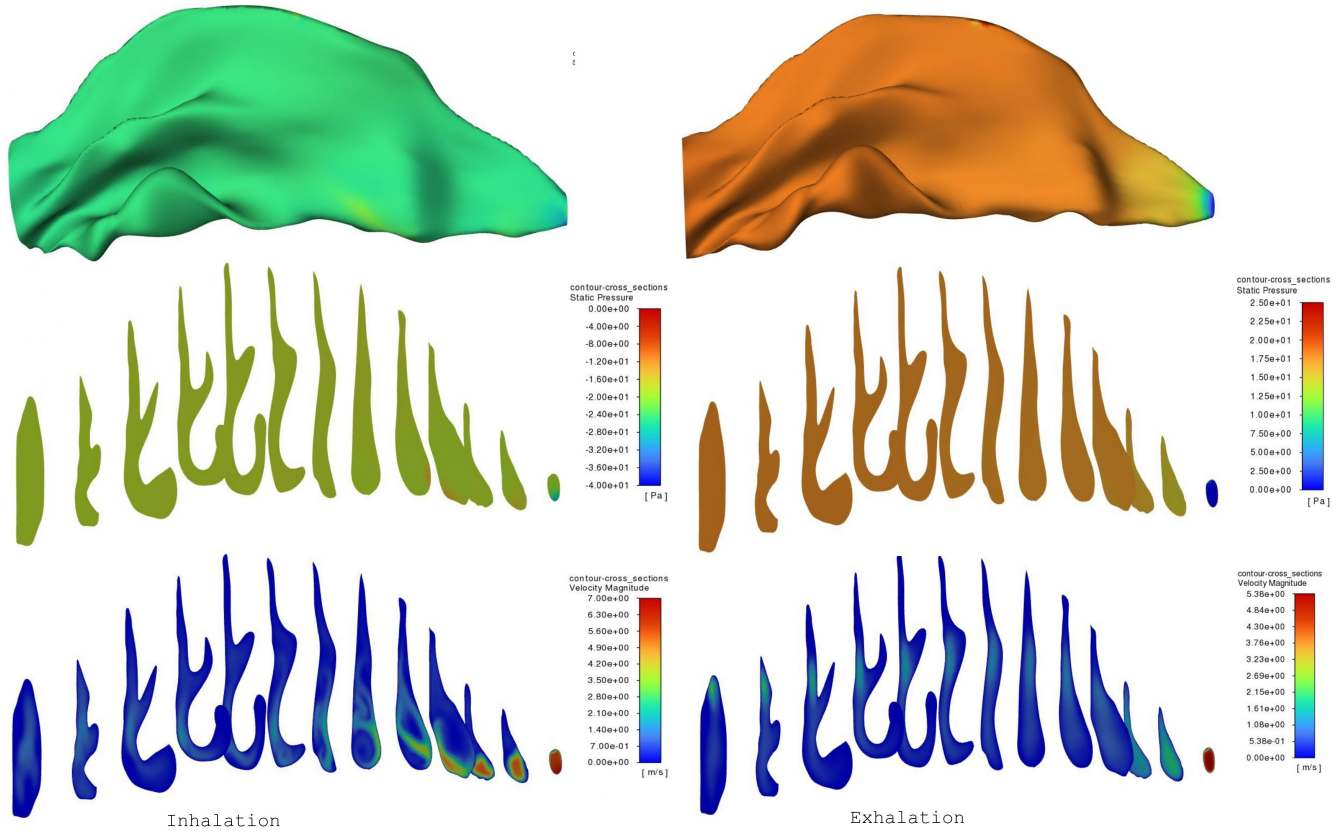 contour-cross_sections
Static Pressure
0.00e+00
-4.00e+00
-8.00e+00
-1.20e+01
-1.60e+01
-2.00e+01
-2.40e+01
-2.80e+01
-3.20e+01
-3.60e+01
-4.00e+01
[ Pa ]
contour-cross_sections
Static Pressure
2.50e+01
2.25e+01
2.00e+01
1.75e+01
1.50e+01
1.25e+01
1.00e+01
7.50e+00
5.00e+00
2.50e+00
0.00e+00
[ Pa ]
contour-cross_sections
Velocity Magnitude
7.00e+00
6.30e+00
5.60e+00
4.90e+00
4.20e+00
3.50e+00
2.80e+00
2.10e+00
1.40e+00
7.00e-01
0.00e+00
[ m/s ]
contour-cross_sections
Velocity Magnitude
5.38e+00
4.84e+00
4.30e+00
3.76e+00
3.23e+00
2.69e+00
2.15e+00
1.61e+00
1.08e+00
5.38e-01
0.00e+00
[ m/s ]
Inhalation
Exhalation